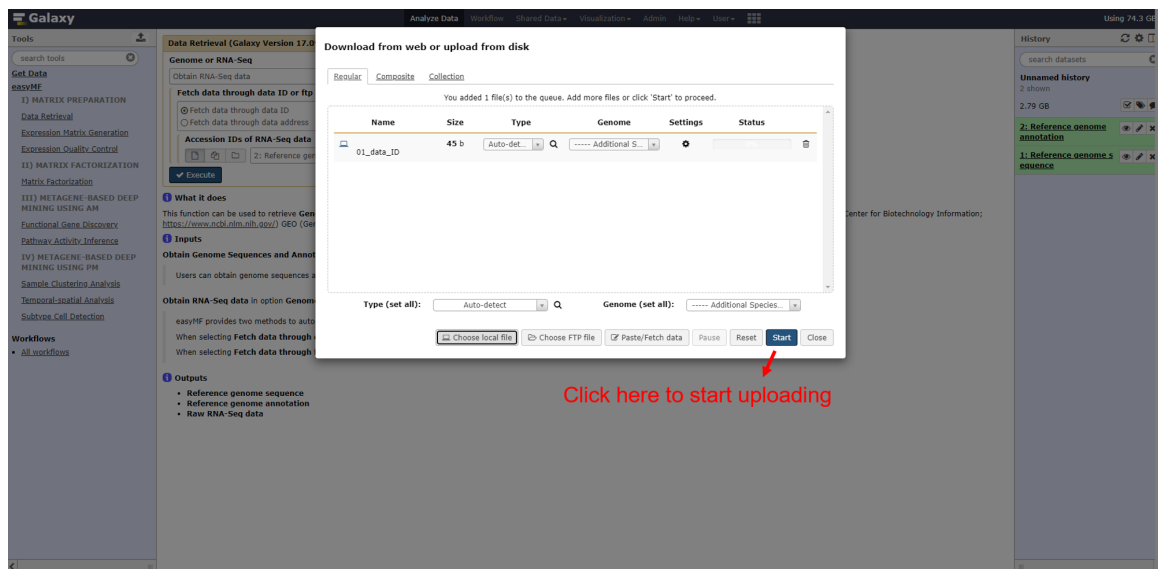 Galaxy
Analyze Data Workflow Shared Data Visualization Admin Help User
Using 74.3 GB
Tools
search tools
Get Data
easyMF
I) MATRIX PREPARATION
Data Retrieval
Expression Matrix Generation
Expression Quality Control
II) MATRIX FACTORIZATION
Matrix Factorization
III) METAGENE-BASED DEEP
MINING USING AM
Functional Gene Discovery
Pathway Activity Inference
IV) METAGENE-BASED DEEP
MINING USING PM
Sample Clustering Analysis
Temporal-spatial Analysis
Subtype Cell Detection
Workflows
All workflows
Data Retrieval (Galaxy Version 17.0
Genome or RNA-Seq
Obtain RNA-Seq data
Fetch data through data ID or ftp
Fetch data through data ID
Fetch data through data address
Accession IDs of RNA-Seq data
2: Reference gen
Execute
What it does
This function can be used to retrieve Gen
Center for Biotechnology Information;
https://www.ncbi.nlm.nih.gov/) GEO (Ge
Inputs
Obtain Genome Sequences and Annot
Users can obtain genome sequences a
Obtain RNA-Seq data in option Genom
easyMF provides two methods to auto
When selecting Fetch data through
When selecting Fetch data through
Outputs
• Reference genome sequence
• Reference genome annotation
• Raw RNA-Seq data
Download from web or upload from disk
Regular Composite Collection
You added 1 file(s) to the queue. Add more files or click 'Start' to proceed.
Name Size Type Genome Settings Status
01_data_ID 45 b Auto-det... ----- Additional S...
Type (set all): Auto-detect Genome (set all): ----- Additional Species...
Choose local file Choose FTP file Paste/Fetch data Pause Reset Start Close
Click here to start uploading
History
search datasets
Unnamed history
2 shown
2.79 GB
2: Reference genome
annotation
1: Reference genome s
equence